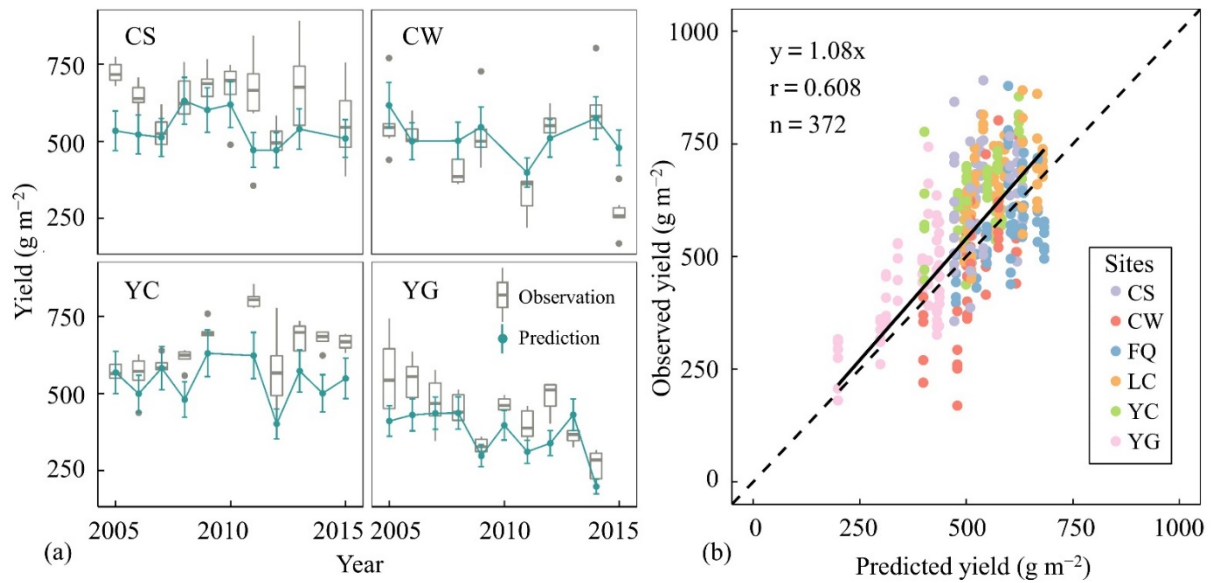 CS
CW
750
500
250
YC
YG
Observation
Prediction
750
500
250
2005
2010
2015
2005
2010
2015
Yield (g m⁻²)
Year
(a)
y = 1.08x
r = 0.608
n = 372
1000
750
500
250
0
Observed yield (g m⁻²)
Sites
CS
CW
FQ
LC
YC
YG
0
250
500
750
1000
Predicted yield (g m⁻²)
(b)